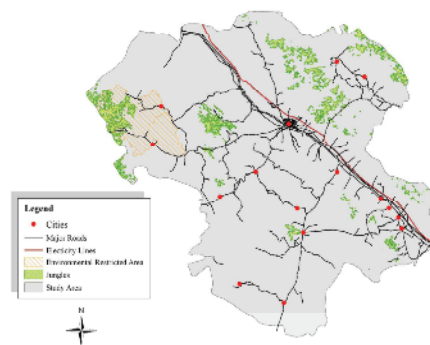 Legend
Cities
Major Roads
Electricity Lines
Environmental Restricted Area
Jungles
Study Area
N